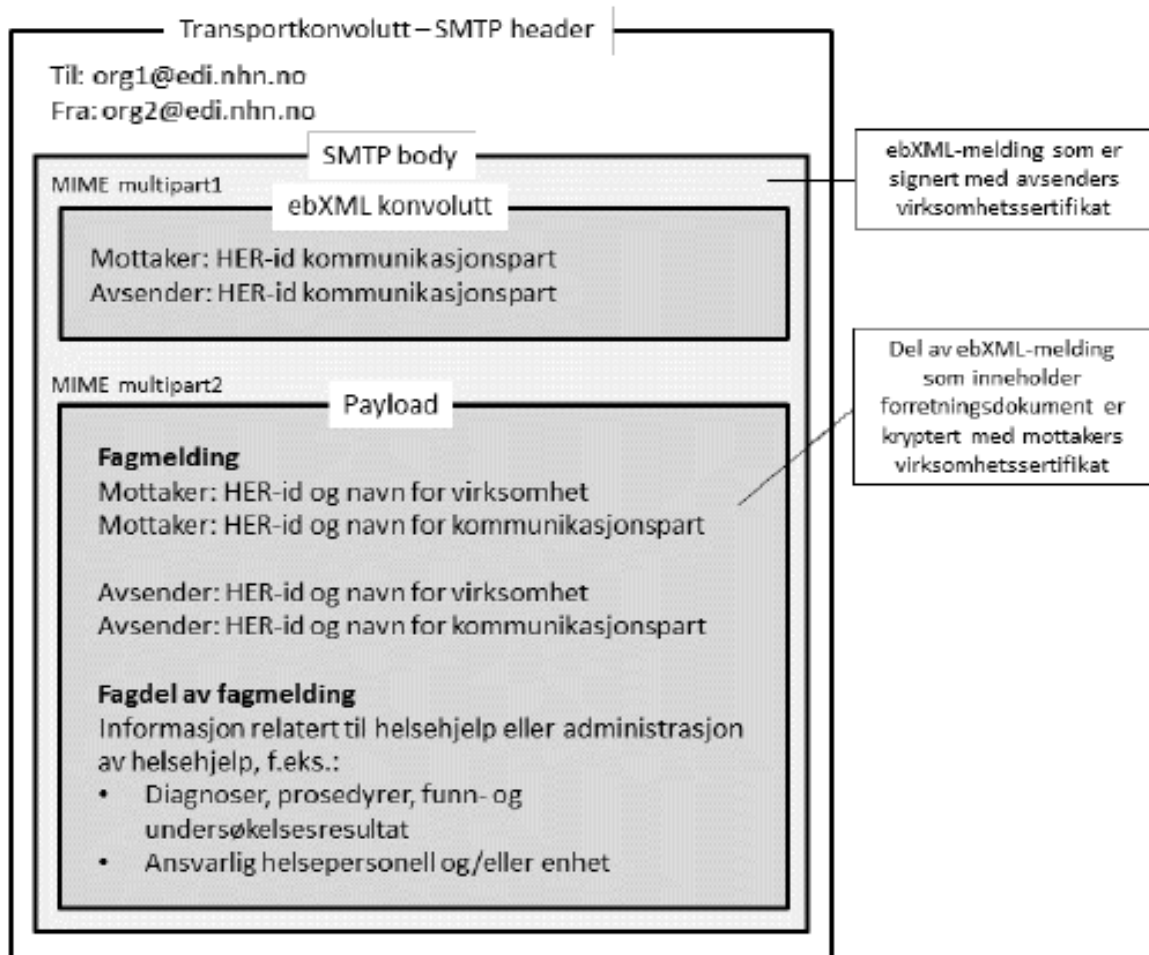 Transportkonvolutt – SMTP header
Til: org1@edi.nhn.no
Fra: org2@edi.nhn.no
SMTP body
MIME multipart1
ebXML konvolutt
Mottaker: HER-id kommunikasjonspart
Avsender: HER-id kommunikasjonspart
MIME multipart2
Payload
Fagmelding
Mottaker: HER-id og navn for virksomhet
Mottaker: HER-id og navn for kommunikasjonspart
Avsender: HER-id og navn for virksomhet
Avsender: HER-id og navn for kommunikasjonspart
Fagdel av fagmelding
Informasjon relatert til helsehjelp eller administrasjon
av helsehjelp, f.eks.:
• Diagnoser, prosedyrer, funn- og
undersøkelsesresultat
• Ansvarlig helsepersonell og/eller enhet
ebXML-melding som er
signert med avsenders
virksomhetssertifikat
Del av ebXML-melding
som inneholder
forretningsdokument er
kryptert med mottakers
virksomhetssertifikat